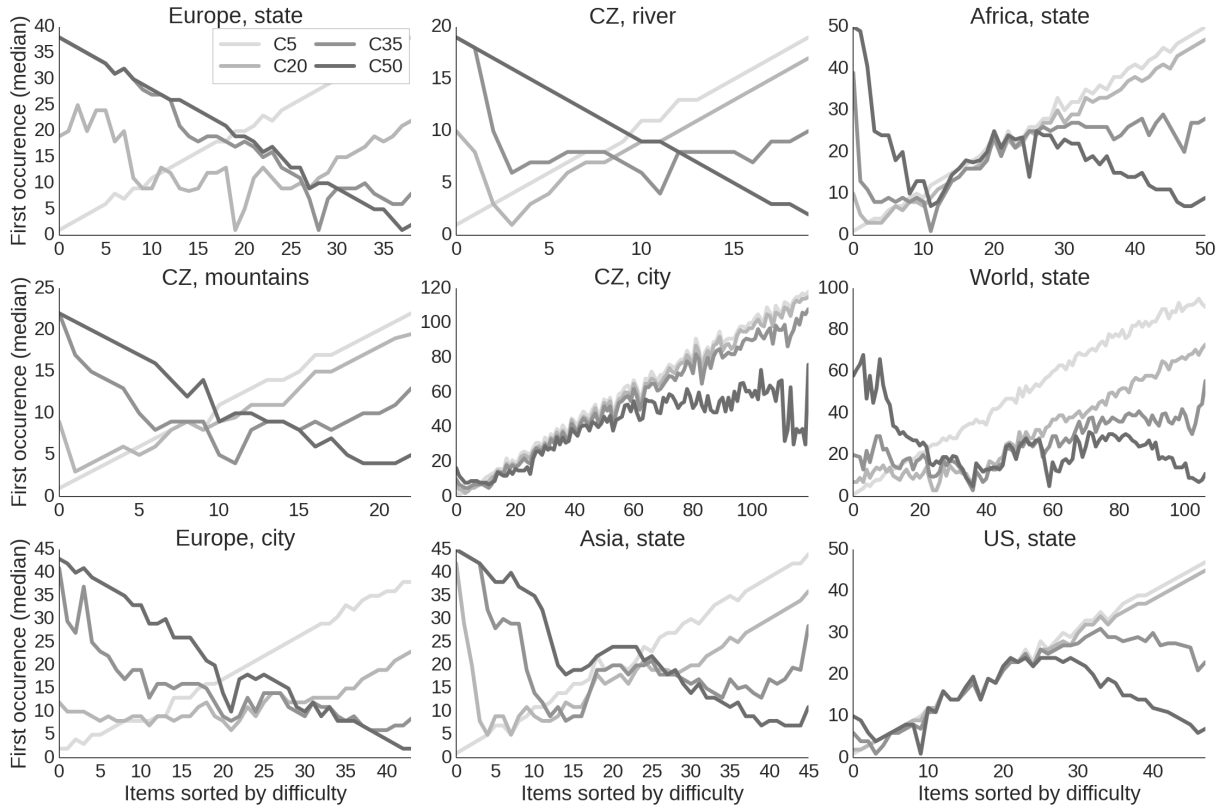 Europe, state
CZ, river
Africa, state
First occurence (median)
40
35
30
25
20
15
10
5
0
C5
C35
C20
C50
0 5 10 15 20 25 30 35
20
15
10
5
0
0 5 10 15
50
40
30
20
10
0
0 10 20 30 40 50
CZ, mountains
CZ, city
World, state
First occurence (median)
25
20
15
10
5
0
0 5 10 15 20
120
100
80
60
40
20
0
0 20 40 60 80 100
100
80
60
40
20
0
0 20 40 60 80 100
Europe, city
Asia, state
US, state
First occurence (median)
45
40
35
30
25
20
15
10
5
0
0 5 10 15 20 25 30 35 40
Items sorted by difficulty
45
40
35
30
25
20
15
10
5
0
0 5 10 15 20 25 30 35 40 45
Items sorted by difficulty
50
40
30
20
10
0
0 10 20 30 40
Items sorted by difficulty